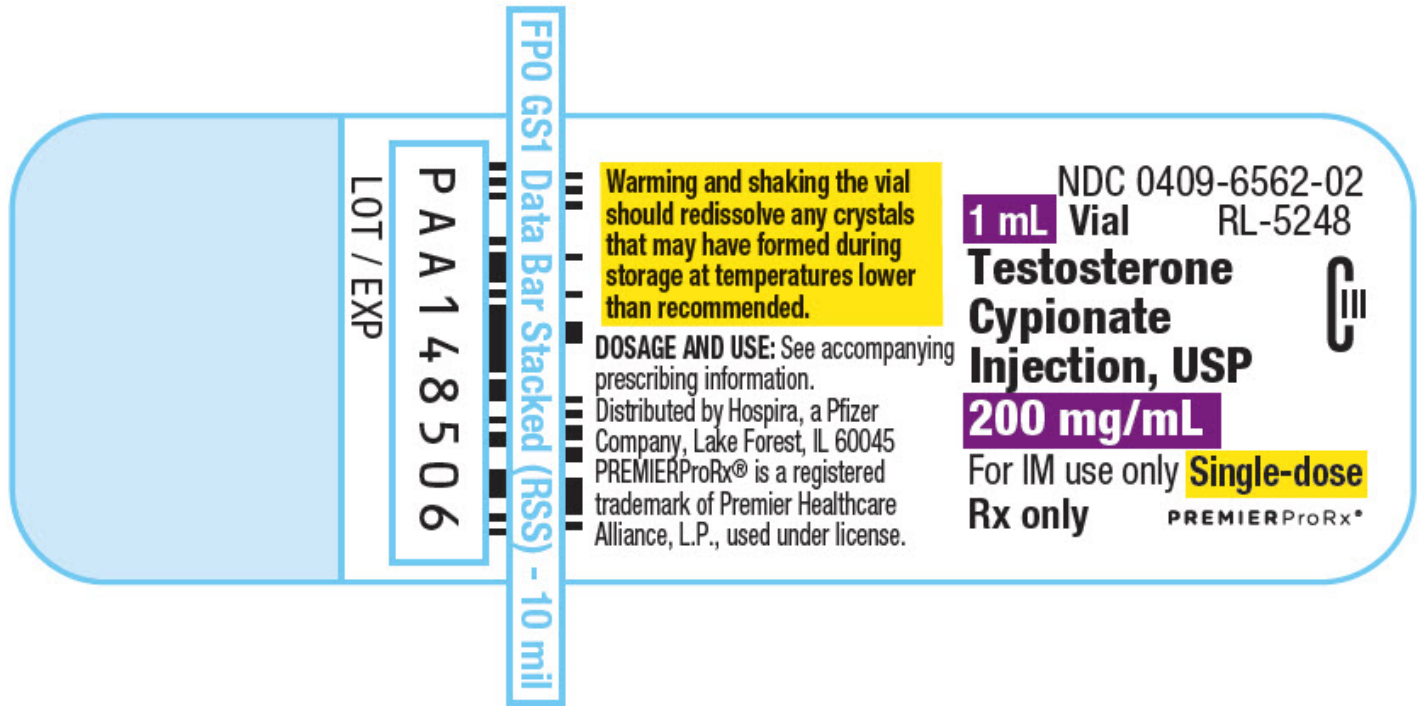 LOT / EXP
PAA148506
FPO GS1 Data Bar Stacked (RSS) - 10 mil
Warming and shaking the vial
should redissolve any crystals
that may have formed during
storage at temperatures lower
than recommended.
DOSAGE AND USE: See accompanying
prescribing information.
Distributed by Hospira, a Pfizer
Company, Lake Forest, IL 60045
PREMIERProRx® is a registered
trademark of Premier Healthcare
Alliance, L.P., used under license.
NDC 0409-6562-02
1 mL Vial RL-5248
Testosterone
Cypionate
Injection, USP
CIII
200 mg/mL
For IM use only Single-dose
Rx only PREMIERProRx®